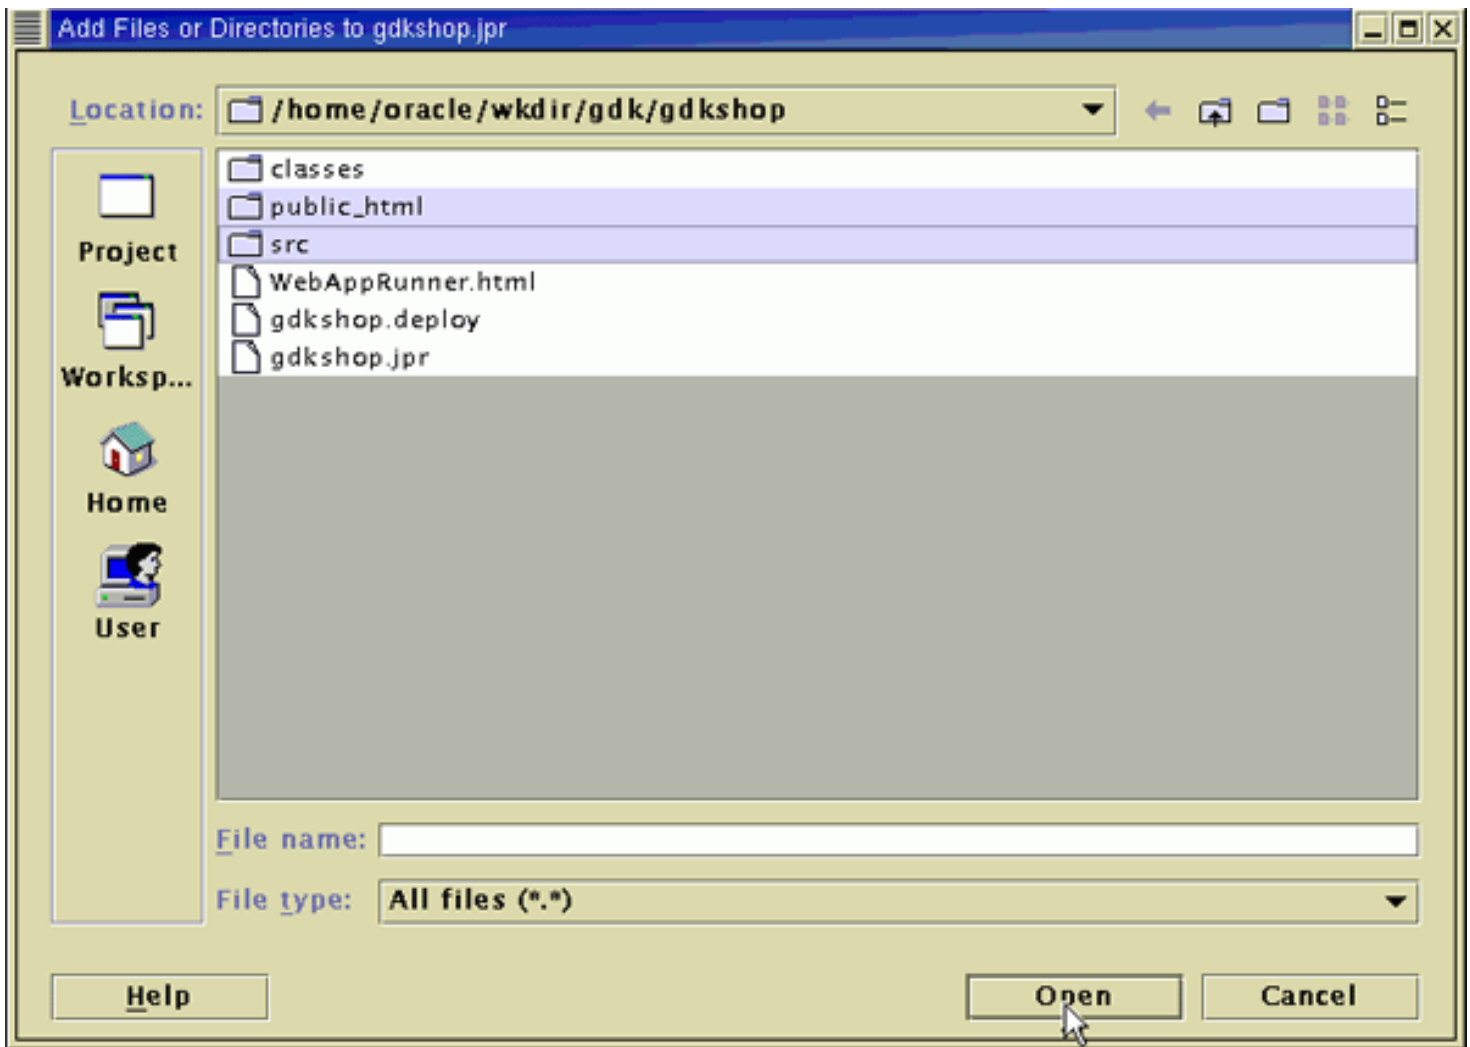 Add Files or Directories to gdkshop.jpr
Location: /home/oracle/wkdir/gdk/gdkshop
Project
Worksp...
Home
User
classes
public_html
src
WebAppRunner.html
gdkshop.deploy
gdkshop.jpr
File name:
File type: All files (*.*)
Help Open Cancel